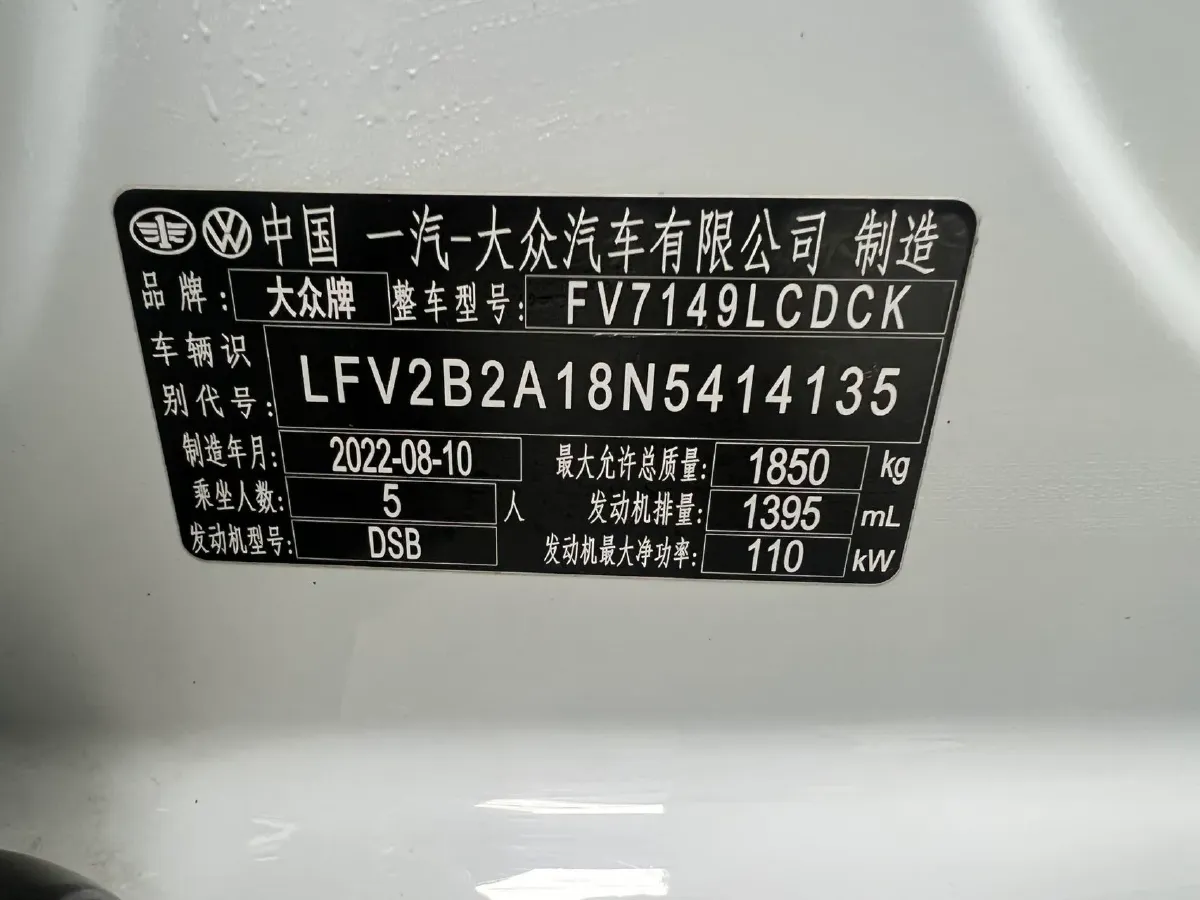 中国 一汽-大众汽车有限公司 制造
品牌: 大众牌 整车型号: FV7149LCDCK
车辆识别代号: LFV2B2A18N5414135
制造年月: 2022-08-10 最大允许总质量: 1850 kg
乘坐人数: 5 人 发动机排量: 1395 mL
发动机型号: DSB 发动机最大净功率: 110 kW